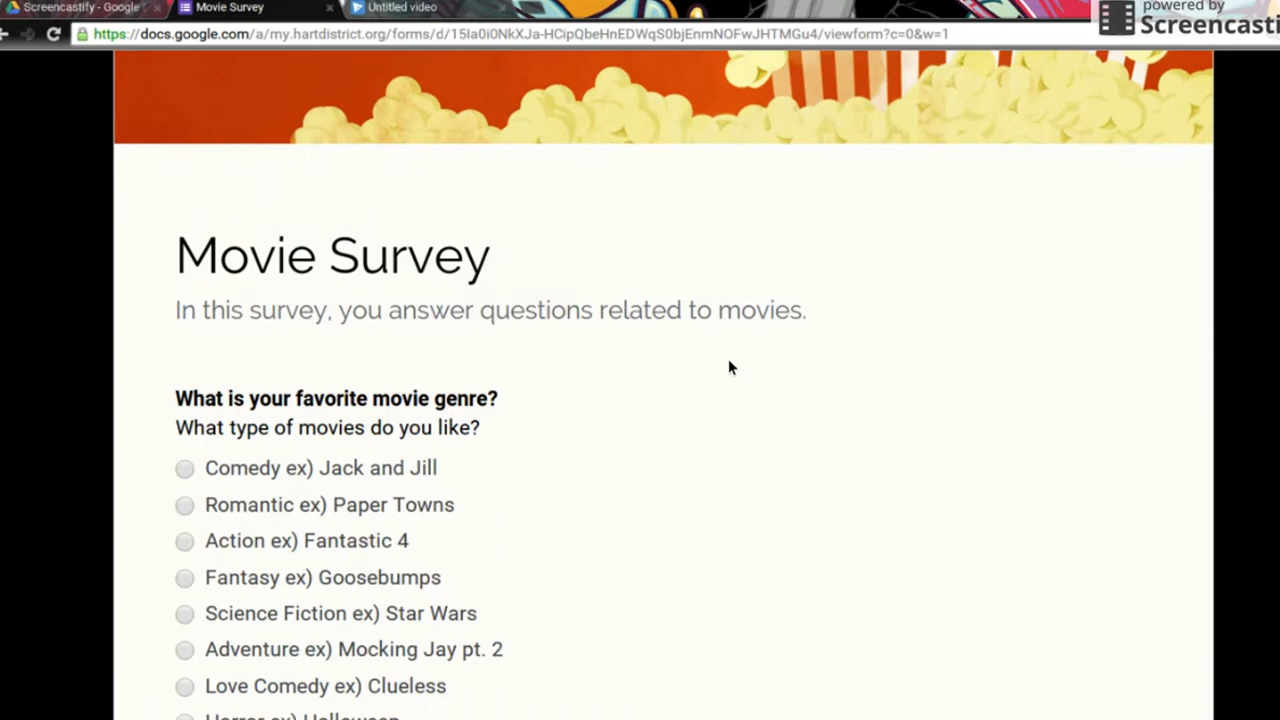 Screencastify - Google
Movie Survey
Untitled video
powered by
Screencasti
https://docs.google.com/a/my.hartdistrict.org/forms/d/15la0i0NkXJa-HCipQbeHnEDWqS0bjEnmNOFwJHTMGu4/viewform?c=0&w=1
Movie Survey
In this survey, you answer questions related to movies.
What is your favorite movie genre?
What type of movies do you like?
Comedy ex) Jack and Jill
Romantic ex) Paper Towns
Action ex) Fantastic 4
Fantasy ex) Goosebumps
Science Fiction ex) Star Wars
Adventure ex) Mocking Jay pt. 2
Love Comedy ex) Clueless
Horror ex) Halloween